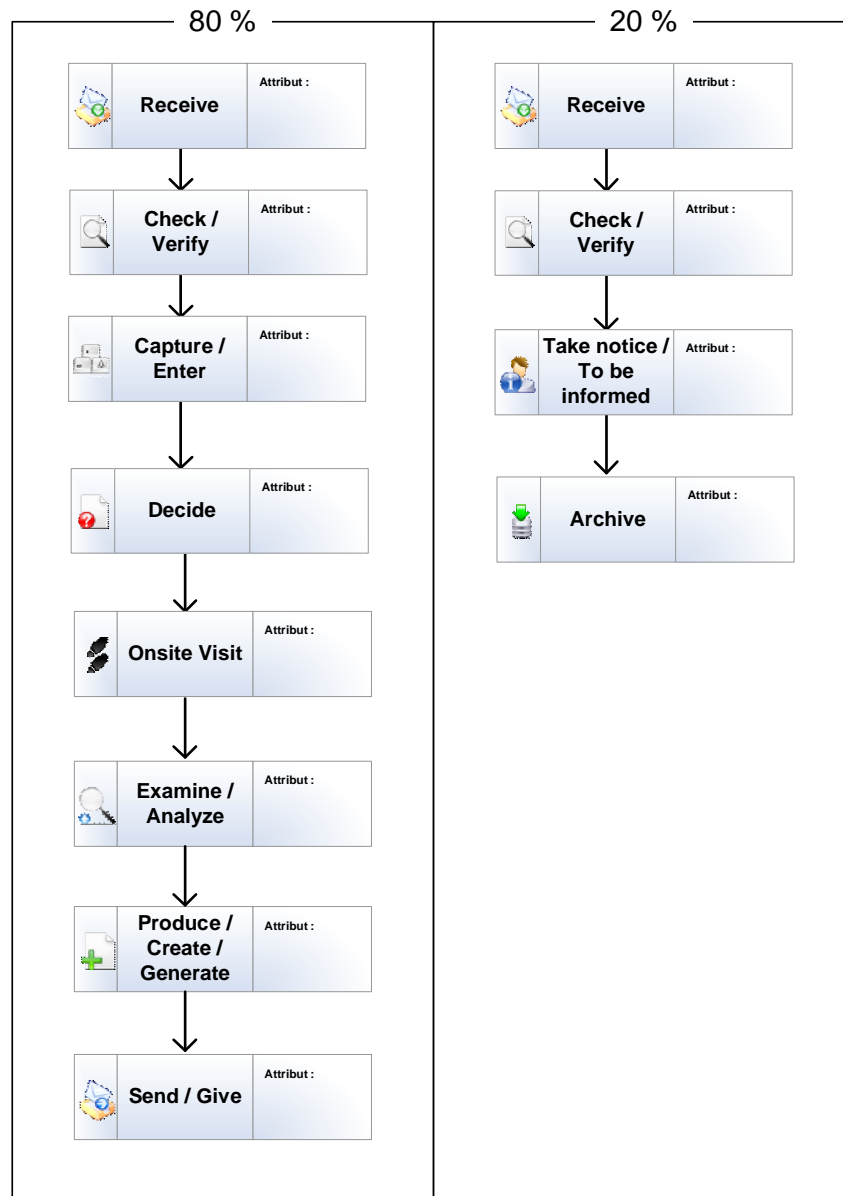 80 %
Receive
Attribut :
Check /
Verify
Attribut :
Capture /
Enter
Attribut :
Decide
Attribut :
Onsite Visit
Attribut :
Examine /
Analyze
Attribut :
Produce /
Create /
Generate
Attribut :
Send / Give
Attribut :
20 %
Receive
Attribut :
Check /
Verify
Attribut :
Take notice /
To be
informed
Attribut :
Archive
Attribut :